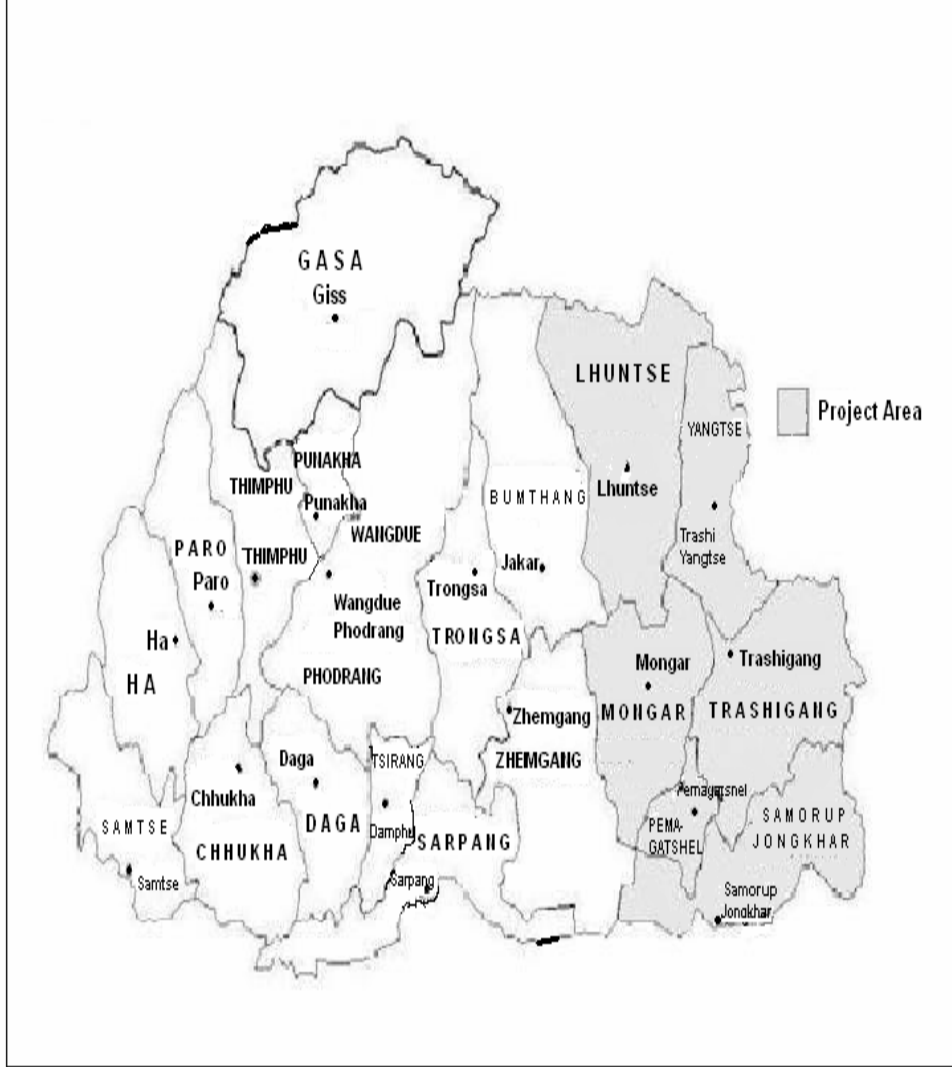 GASA
Giss
LHUNTSE
Project Area
YANGTSE
PUNAKHA
THIMPHU
Lhuntse
BUMTHANG
Punakha
WANGDUE
Trashi
Yangtse
PARO
THIMPHU
Jakar
Paro
Trongsa
Wangdue
Phodrang
TRONGSA
Ha
Mongar
Trashigang
HA
PHODRANG
MONGAR
TRASHIGANG
Zhemgang
Daga
TSIRANG
ZHEMGANG
Chhukha
Pemagatsnel
SAMTSE
DAGA
Damphu
SARPANG
PEMA-
GATSHEL
SAMORUP
JONGKHAR
CHHUKHA
Samtse
Sarpang
Samorup
Jongkhar